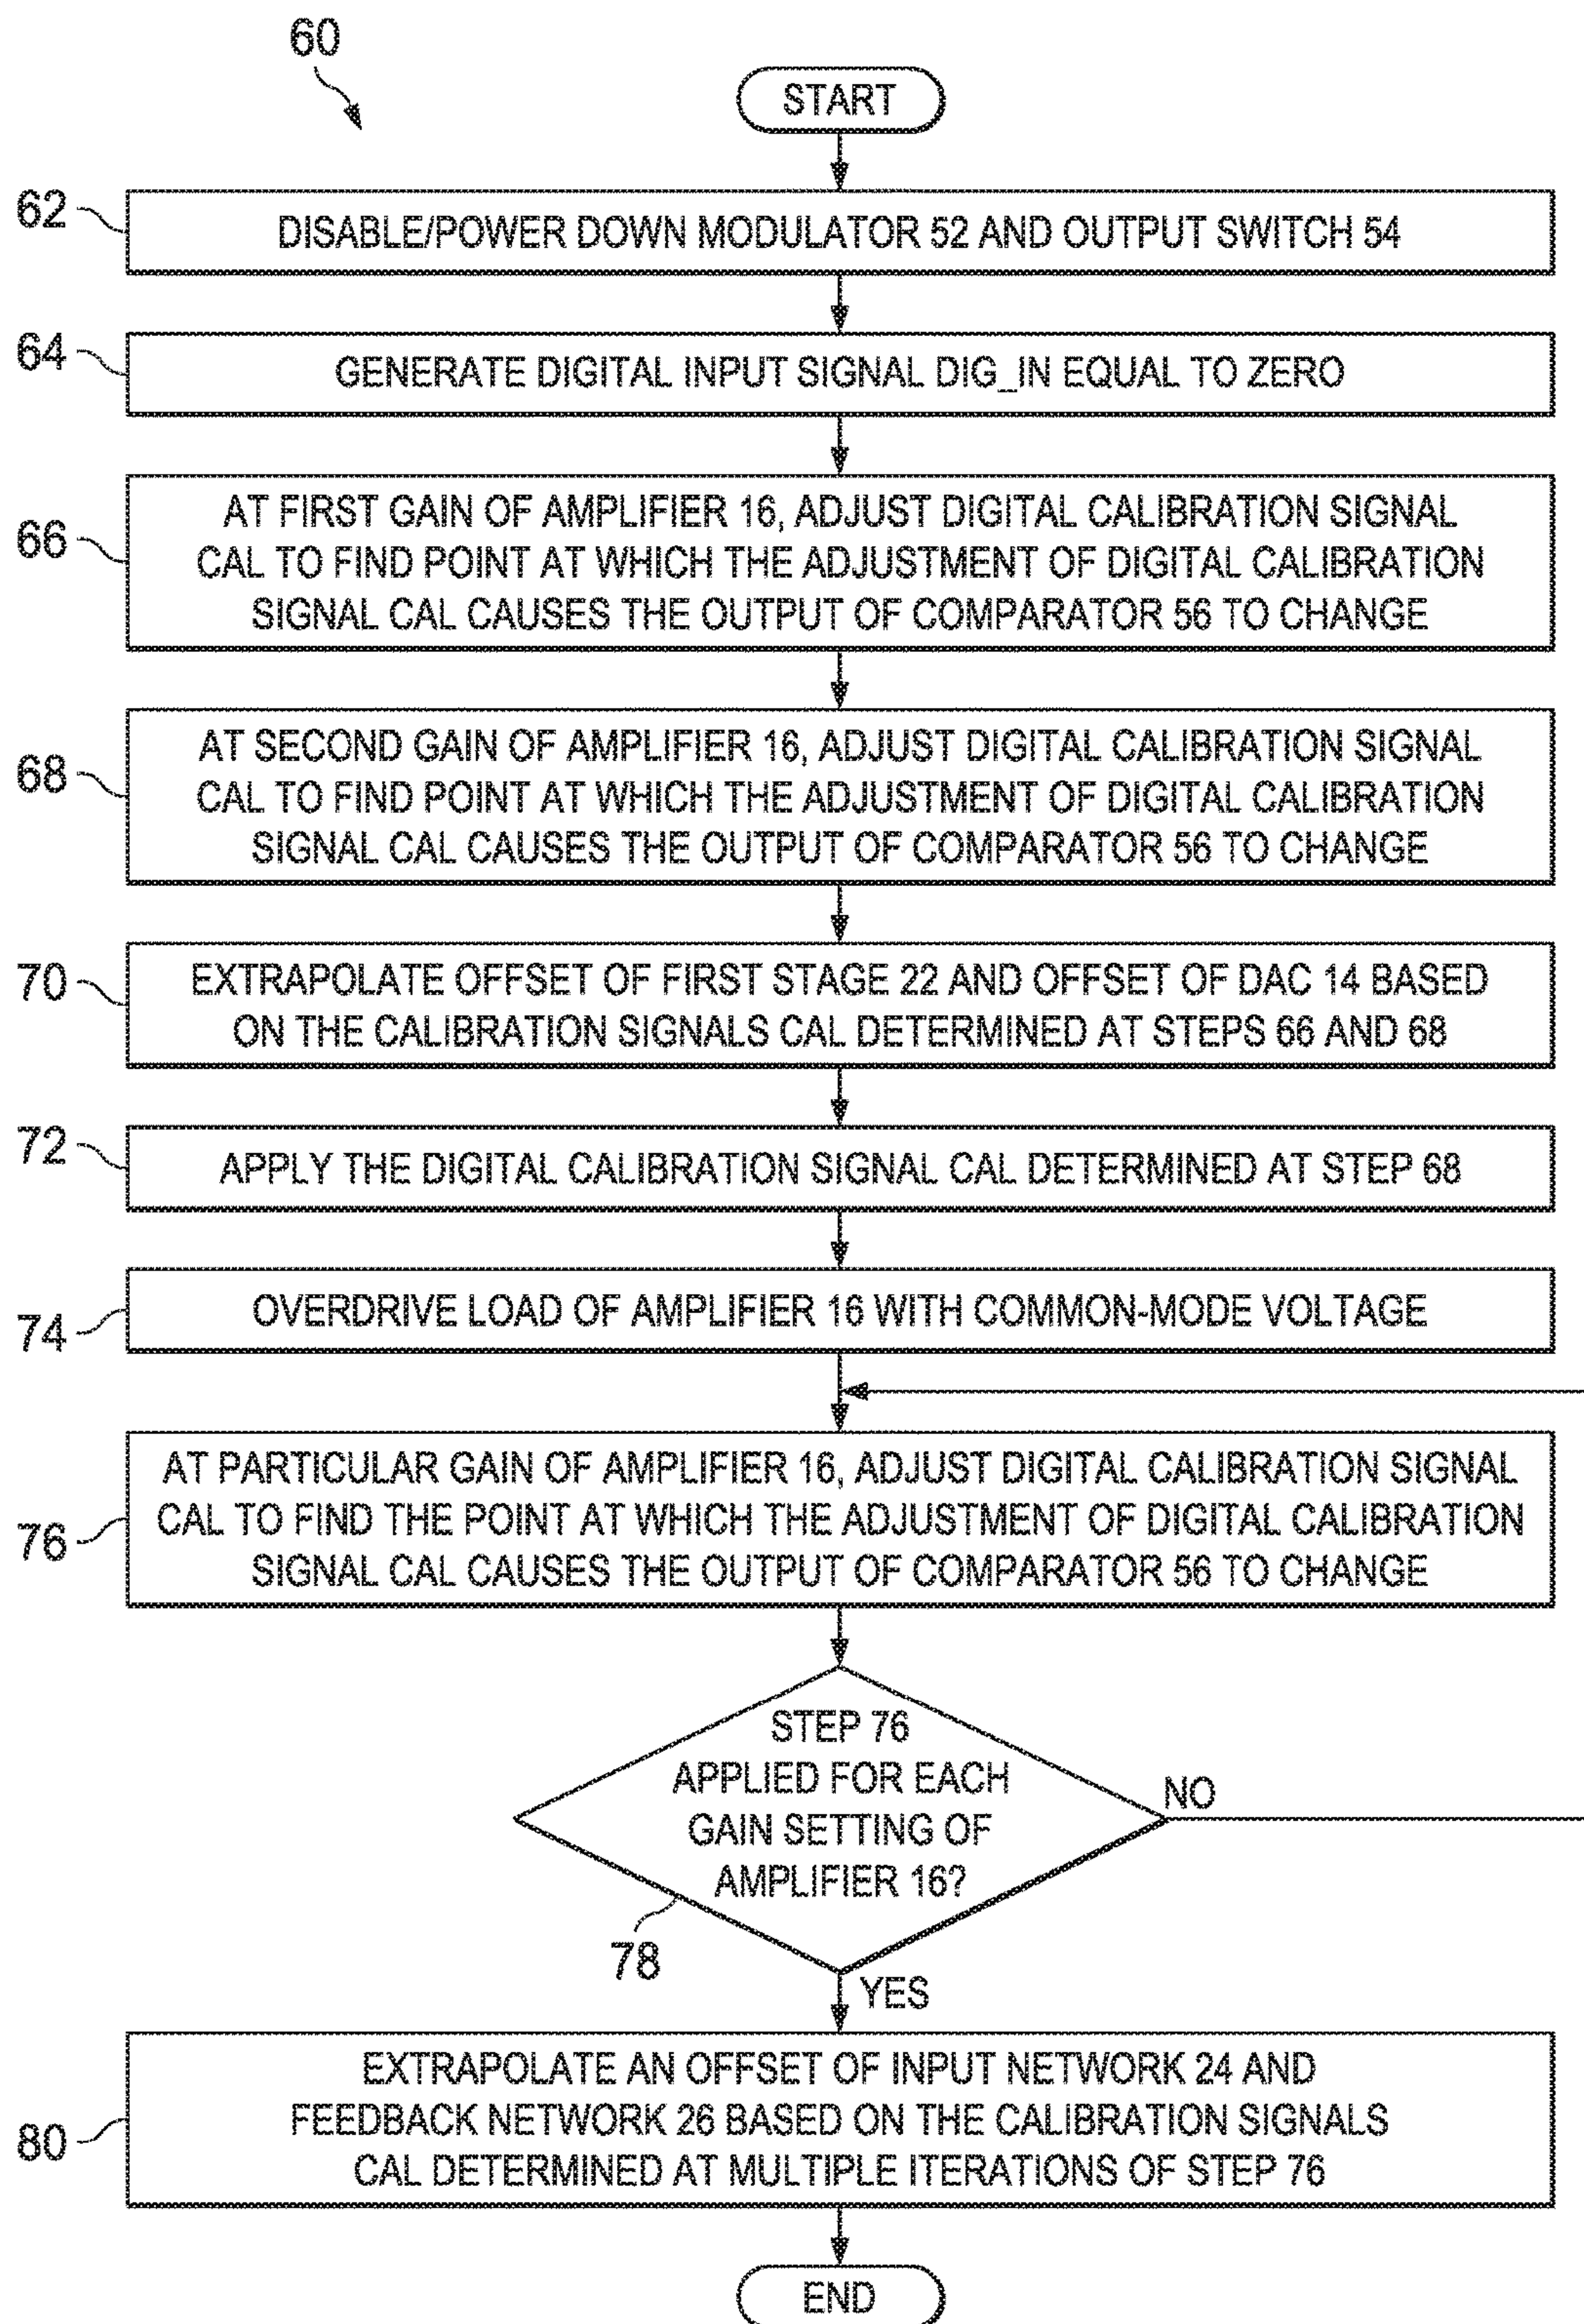 60
START
62
DISABLE/POWER DOWN MODULATOR 52 AND OUTPUT SWITCH 54
64
GENERATE DIGITAL INPUT SIGNAL DIG_IN EQUAL TO ZERO
66
AT FIRST GAIN OF AMPLIFIER 16, ADJUST DIGITAL CALIBRATION SIGNAL
CAL TO FIND POINT AT WHICH THE ADJUSTMENT OF DIGITAL CALIBRATION
SIGNAL CAL CAUSES THE OUTPUT OF COMPARATOR 56 TO CHANGE
68
AT SECOND GAIN OF AMPLIFIER 16, ADJUST DIGITAL CALIBRATION SIGNAL
CAL TO FIND POINT AT WHICH THE ADJUSTMENT OF DIGITAL CALIBRATION
SIGNAL CAL CAUSES THE OUTPUT OF COMPARATOR 56 TO CHANGE
70
EXTRAPOLATE OFFSET OF FIRST STAGE 22 AND OFFSET OF DAC 14 BASED
ON THE CALIBRATION SIGNALS CAL DETERMINED AT STEPS 66 AND 68
72
APPLY THE DIGITAL CALIBRATION SIGNAL CAL DETERMINED AT STEP 68
74
OVERDRIVE LOAD OF AMPLIFIER 16 WITH COMMON-MODE VOLTAGE
76
AT PARTICULAR GAIN OF AMPLIFIER 16, ADJUST DIGITAL CALIBRATION SIGNAL
CAL TO FIND THE POINT AT WHICH THE ADJUSTMENT OF DIGITAL CALIBRATION
SIGNAL CAL CAUSES THE OUTPUT OF COMPARATOR 56 TO CHANGE
STEP 76
APPLIED FOR EACH
GAIN SETTING OF
AMPLIFIER 16?
NO
78
YES
80
EXTRAPOLATE AN OFFSET OF INPUT NETWORK 24 AND
FEEDBACK NETWORK 26 BASED ON THE CALIBRATION SIGNALS
CAL DETERMINED AT MULTIPLE ITERATIONS OF STEP 76
END